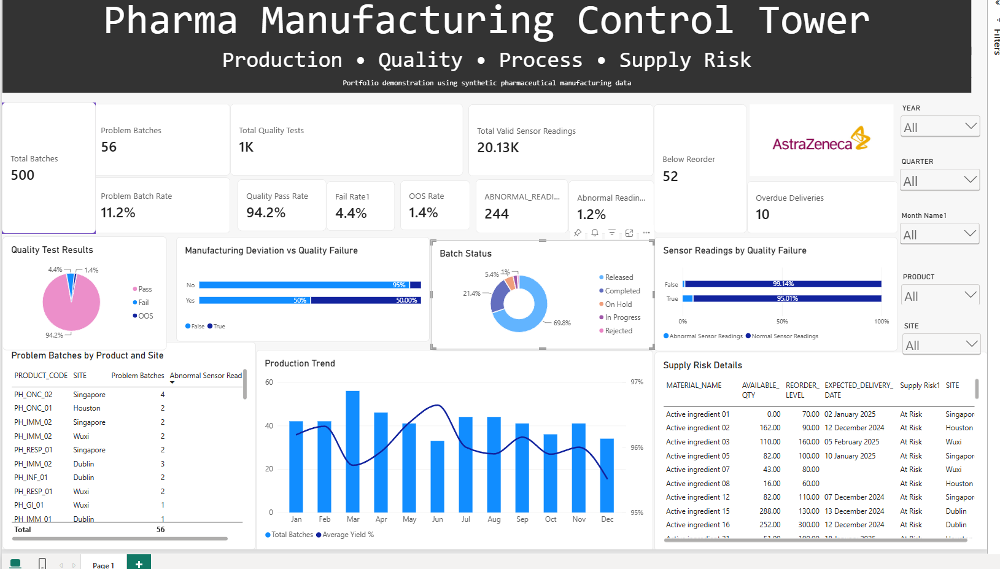 Pharma Manufacturing Control Tower
Production • Quality • Process • Supply Risk
Portfolio demonstration using synthetic pharmaceutical manufacturing data
Filters
Total Batches
500
Problem Batches
56
Problem Batch Rate
11.2%
Total Quality Tests
1K
Quality Pass Rate
94.2%
Fail Rate1
4.4%
OOS Rate
1.4%
Total Valid Sensor Readings
20.13K
ABNORMAL_READI...
244
Abnormal Readin...
1.2%
Below Reorder
52
AstraZeneca
Overdue Deliveries
10
YEAR
All
QUARTER
All
Month Name1
All
PRODUCT
All
SITE
All
Quality Test Results
4.4%
1.4%
94.2%
Pass
Fail
OOS
Manufacturing Deviation vs Quality Failure
No 95%
Yes 50% 50.00%
False True
Batch Status
5.4% 1%
21.4%
69.8%
Released
Completed
On Hold
In Progress
Rejected
Sensor Readings by Quality Failure
False 99.14%
True 95.01%
0% 50% 100%
Abnormal Sensor Readings Normal Sensor Readings
Problem Batches by Product and Site
PRODUCT_CODE SITE Problem Batches Abnormal Sensor Read
PH_ONC_02 Singapore 4
PH_ONC_01 Houston 2
PH_IMM_02 Singapore 2
PH_IMM_02 Wuxi 2
PH_RESP_01 Singapore 2
PH_IMM_02 Dublin 3
PH_INF_01 Dublin 2
PH_RESP_01 Wuxi 2
PH_GI_01 Wuxi 1
PH_IMM_01 Dublin 1
Total 56
Production Trend
60 97%
40 96%
20
0 95%
Jan Feb Mar Apr May Jun Jul Aug Sep Oct Nov Dec
Total Batches Average Yield %
Supply Risk Details
MATERIAL_NAME AVAILABLE_ REORDER_ EXPECTED_DELIVERY_ Supply Risk1 SITE
QTY LEVEL DATE
Active ingredient 01 0.00 70.00 02 January 2025 At Risk Singapor
Active ingredient 02 162.00 90.00 12 December 2024 At Risk Houston
Active ingredient 03 110.00 160.00 05 February 2025 At Risk Wuxi
Active ingredient 05 82.00 100.00 10 January 2025 At Risk Singapor
Active ingredient 07 43.00 80.00 At Risk Wuxi
Active ingredient 08 16.00 60.00 At Risk Houston
Active ingredient 12 82.00 110.00 07 December 2024 At Risk Singapor
Active ingredient 15 288.00 130.00 13 December 2024 At Risk Dublin
Active ingredient 16 252.00 300.00 12 December 2024 At Risk Dublin
Page 1